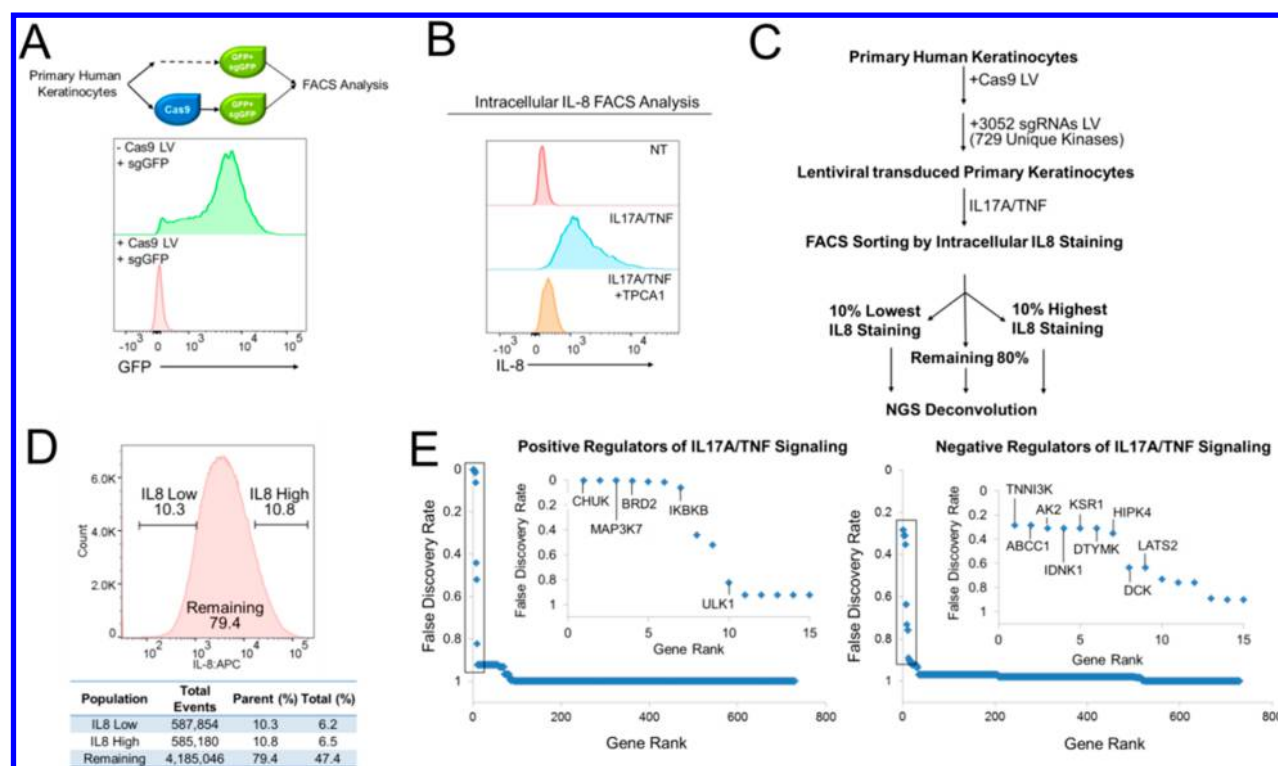 A
Primary Human
Keratinocytes
GFP+
sgGFP
Cas9
GFP+
sgGFP
FACS Analysis
- Cas9 LV
+ sgGFP
+ Cas9 LV
+ sgGFP
-10³ 0 10³ 10⁴ 10⁵
GFP
B
Intracellular IL-8 FACS Analysis
NT
IL17A/TNF
IL17A/TNF
+TPCA1
-10³ 0 10³ 10⁴
IL-8
C
Primary Human Keratinocytes
+Cas9 LV
+3052 sgRNAs LV
(729 Unique Kinases)
Lentiviral transduced Primary Keratinocytes
IL17A/TNF
FACS Sorting by Intracellular IL8 Staining
10% Lowest
IL8 Staining
10% Highest
IL8 Staining
Remaining 80%
NGS Deconvolution
D
6.0K
4.0K
2.0K
0
Count
IL8 Low
10.3
IL8 High
10.8
Remaining
79.4
10² 10³ 10⁴ 10⁵
IL-8:APC
Population Total Events Parent (%) Total (%)
IL8 Low 587,854 10.3 6.2
IL8 High 585,180 10.8 6.5
Remaining 4,185,046 79.4 47.4
E
Positive Regulators of IL17A/TNF Signaling
False Discovery Rate
0
0.2
0.4
0.6
0.8
1
0 200 400 600 800
Gene Rank
False Discovery Rate
0
0.2
0.4
0.6
0.8
1
CHUK
MAP3K7
BRD2
IKBKB
ULK1
0 5 10 15
Gene Rank
Negative Regulators of IL17A/TNF Signaling
False Discovery Rate
0
0.2
0.4
0.6
0.8
1
0 200 400 600 800
Gene Rank
False Discovery Rate
0
0.2
0.4
0.6
0.8
1
TNNI3K
ABCC1
AK2
IDNK1
KSR1
DTYMK
HIPK4
DCK
LATS2
0 5 10 15
Gene Rank